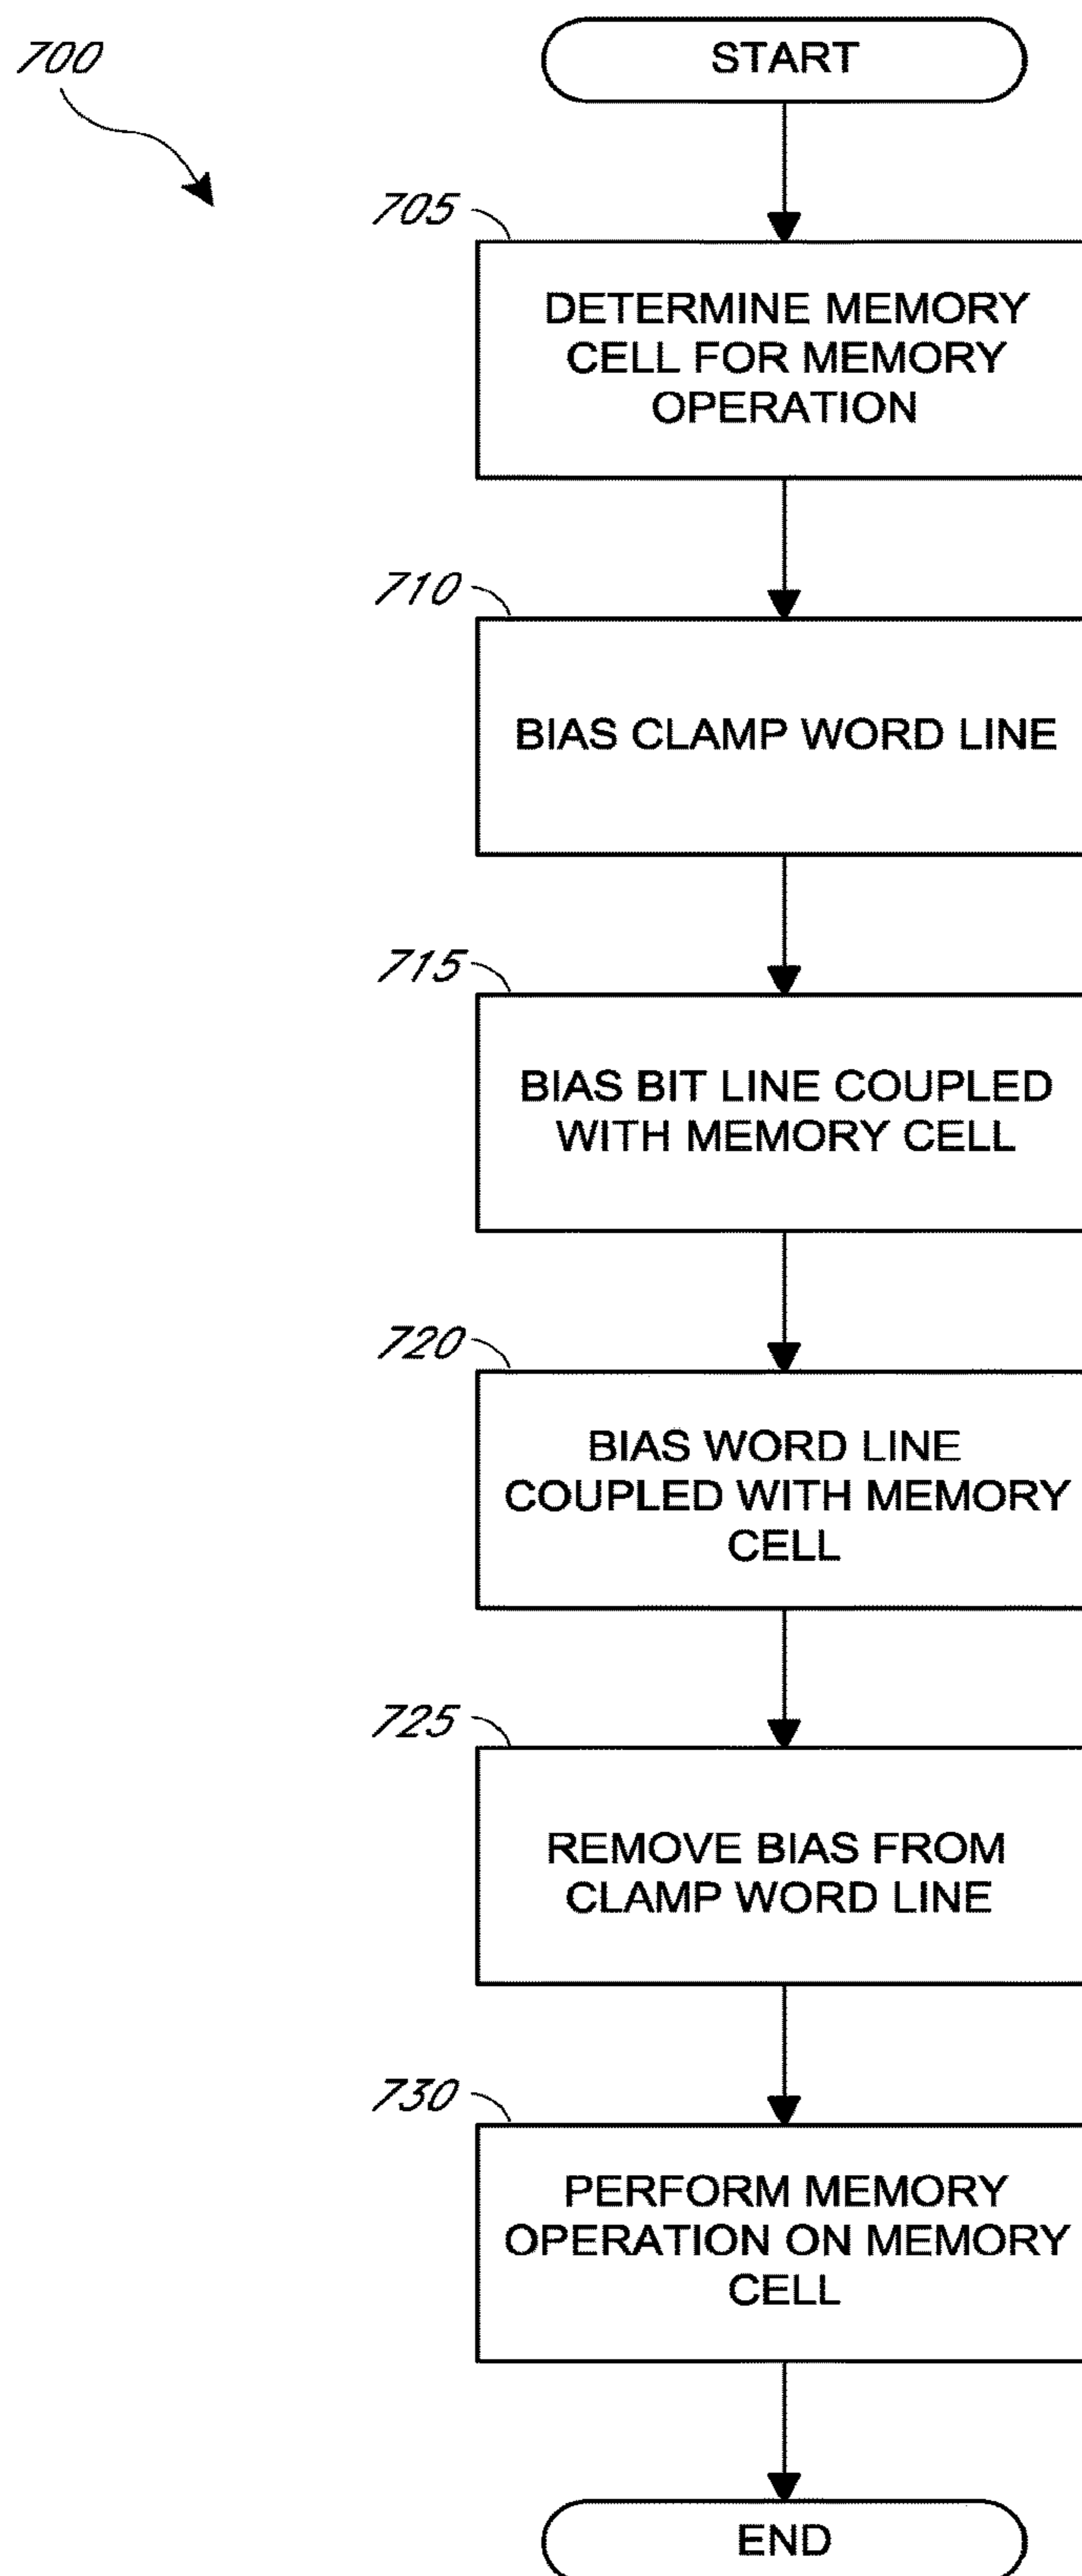 700
START
705
DETERMINE MEMORY
CELL FOR MEMORY
OPERATION
710
BIAS CLAMP WORD LINE
715
BIAS BIT LINE COUPLED
WITH MEMORY CELL
720
BIAS WORD LINE
COUPLED WITH MEMORY
CELL
725
REMOVE BIAS FROM
CLAMP WORD LINE
730
PERFORM MEMORY
OPERATION ON MEMORY
CELL
END